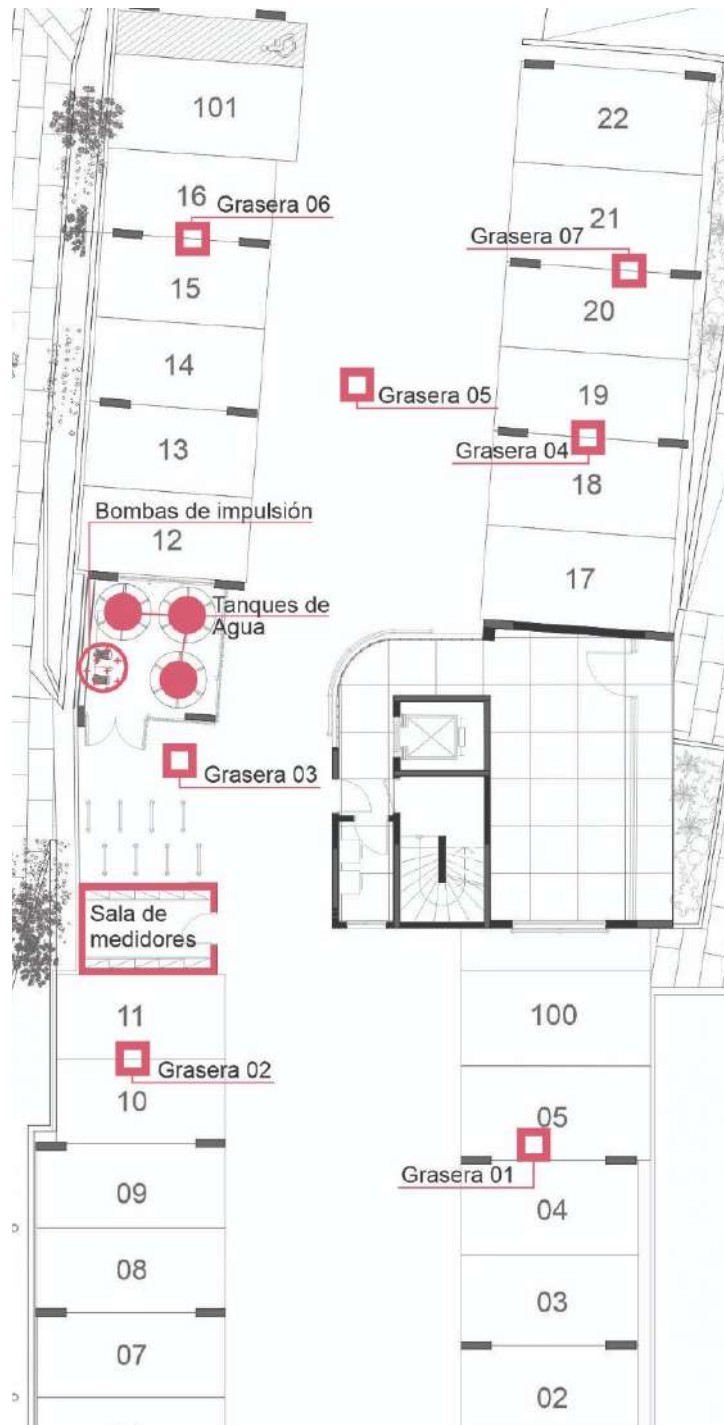 101
22
16
Grasera 06
21
Grasera 07
15
20
14
Grasera 05
19
13
Grasera 04
18
Bombas de impulsión
12
17
Tanques de
Agua
Grasera 03
Sala de
medidores
11
100
Grasera 02
10
05
Grasera 01
09
04
08
03
07
02